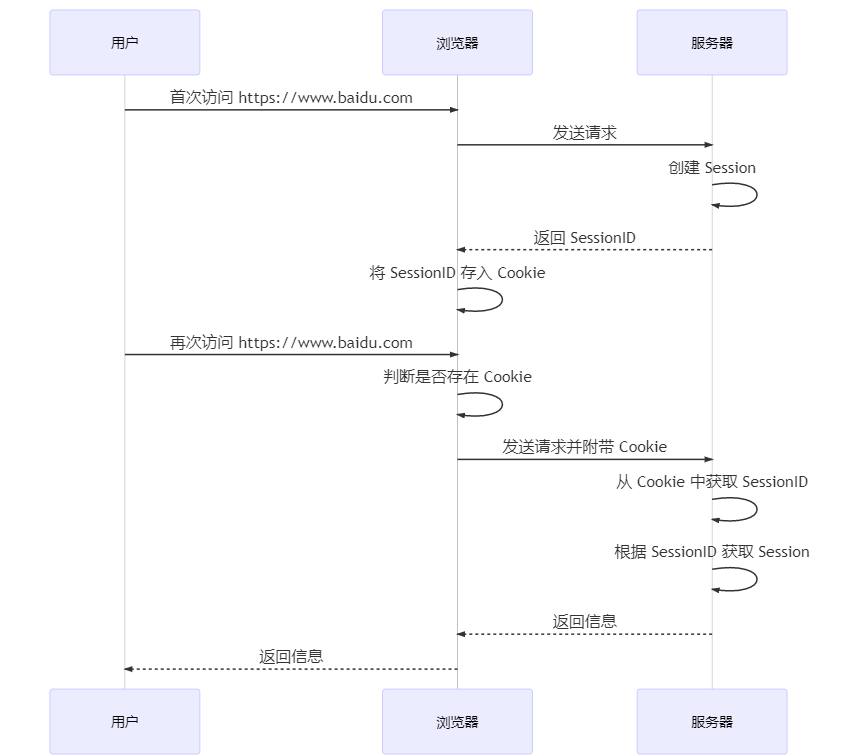 用户 浏览器 服务器
首次访问 https://www.baidu.com
发送请求
创建 Session
返回 SessionID
将 SessionID 存入 Cookie
再次访问 https://www.baidu.com
判断是否存在 Cookie
发送请求并附带 Cookie
从 Cookie 中获取 SessionID
根据 SessionID 获取 Session
返回信息
返回信息
用户 浏览器 服务器